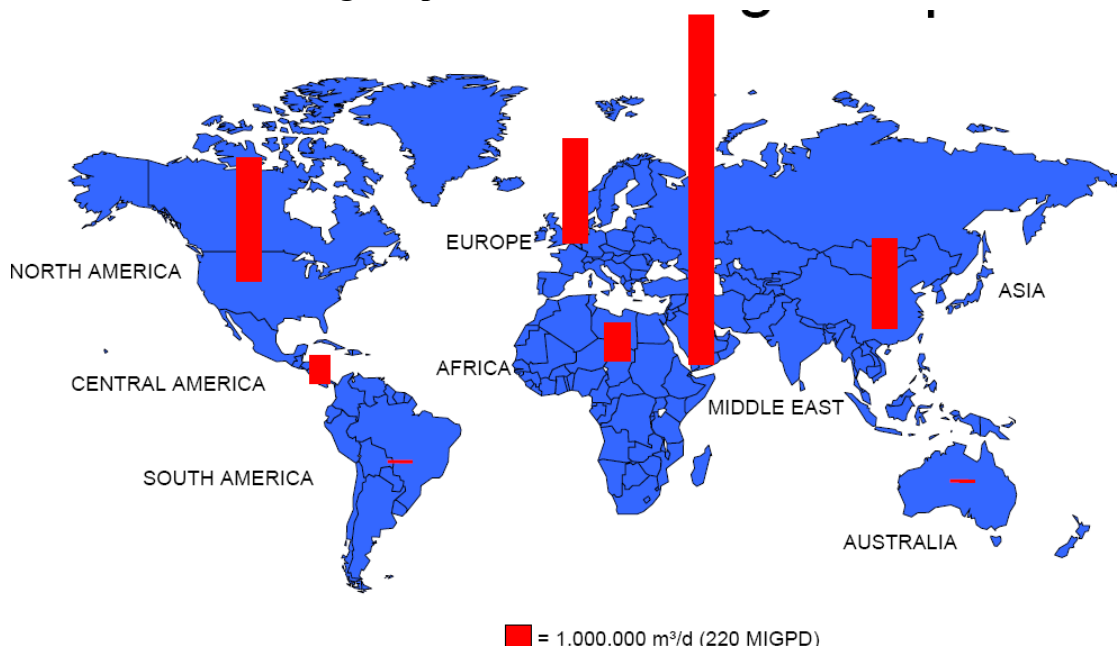 EUROPE
NORTH AMERICA
ASIA
AFRICA
CENTRAL AMERICA
MIDDLE EAST
SOUTH AMERICA
AUSTRALIA
= 1.000.000 m³/d (220 MIGPD)